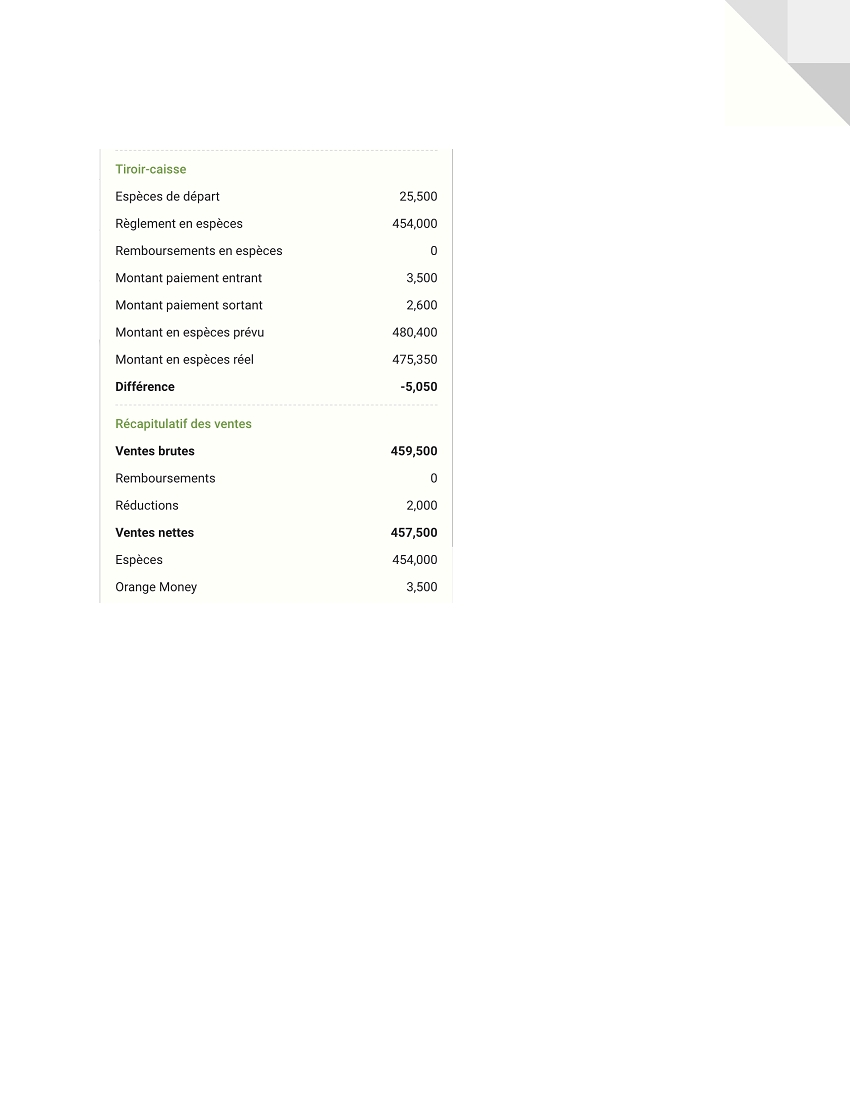 Tiroir-caisse
Espèces de départ 25,500
Règlement en espèces 454,000
Remboursements en espèces 0
Montant paiement entrant 3,500
Montant paiement sortant 2,600
Montant en espèces prévu 480,400
Montant en espèces réel 475,350
Différence -5,050
Récapitulatif des ventes
Ventes brutes 459,500
Remboursements 0
Réductions 2,000
Ventes nettes 457,500
Espèces 454,000
Orange Money 3,500